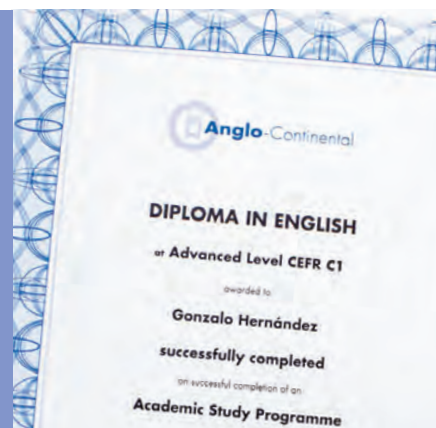 Anglo-Continental
DIPLOMA IN ENGLISH
at Advanced Level CEFR C1
awarded to
Gonzalo Hernández
successfully completed
on successful completion of an
Academic Study Programme